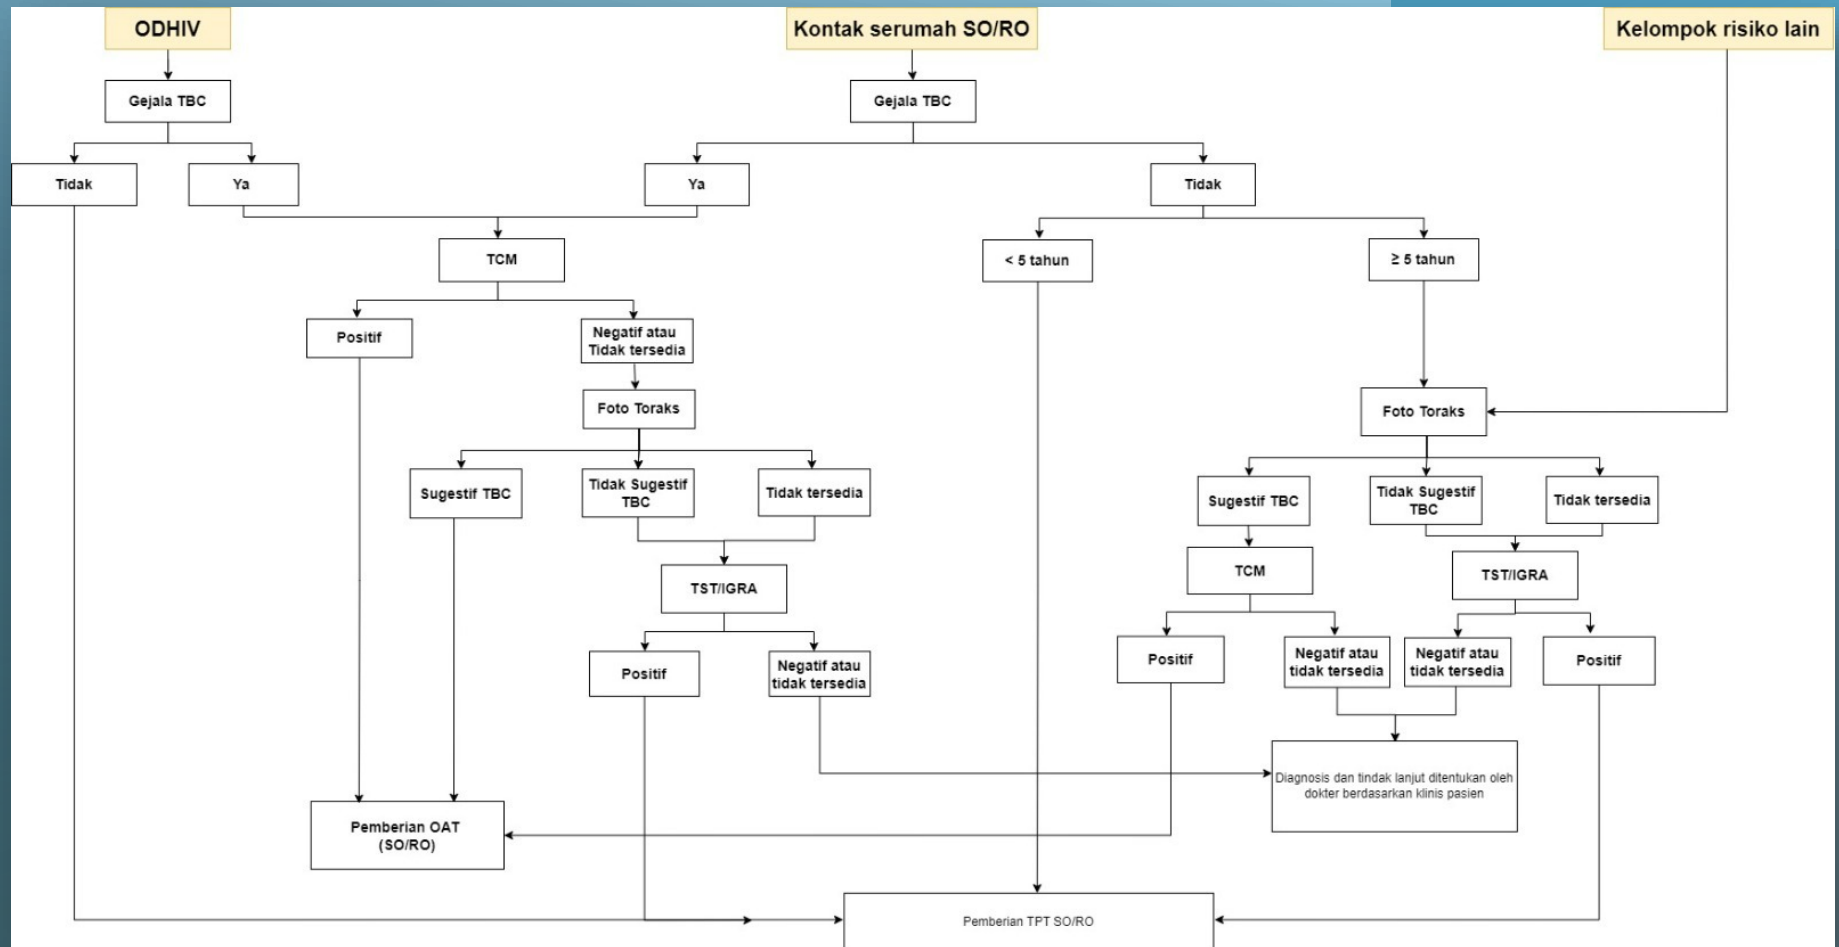 ODHIV
Kontak serumah SO/RO
Kelompok risiko lain
Gejala TBC
Gejala TBC
Tidak
Ya
Ya
Tidak
TCM
< 5 tahun
≥ 5 tahun
Positif
Negatif atau
Tidak tersedia
Foto Toraks
Foto Toraks
Sugestif TBC
Tidak Sugestif
TBC
Tidak tersedia
Sugestif TBC
Tidak Sugestif
TBC
Tidak tersedia
TST/IGRA
TCM
TST/IGRA
Positif
Negatif atau
tidak tersedia
Positif
Negatif atau
tidak tersedia
Negatif atau
tidak tersedia
Positif
Diagnosis dan tindak lanjut ditentukan oleh
dokter berdasarkan klinis pasien
Pemberian OAT
(SO/RO)
Pemberian TPT SO/RO